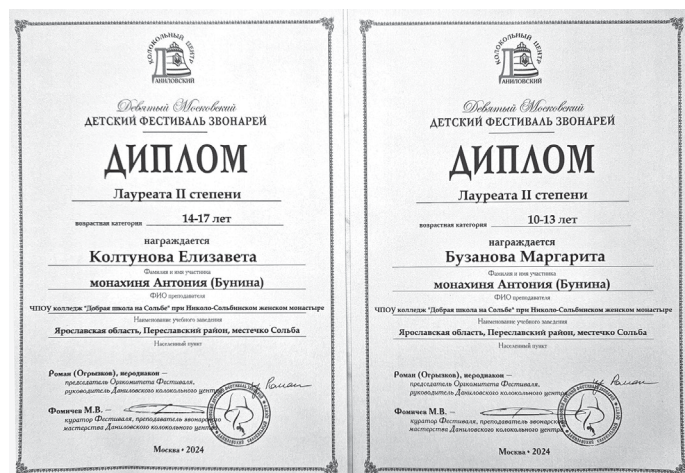 КОЛОКОЛЬНЫЙ ЦЕНТР
ДАНИЛОВСКИЙ
Девятый Московский
ДЕТСКИЙ ФЕСТИВАЛЬ ЗВОНАРЕЙ
ДИПЛОМ
Лауреата II степени
возрастная категория 14-17 лет
награждается
Колтунова Елизавета
Фамилия и имя участника
монахиня Антония (Бунина)
ФИО преподавателя
ЧПОУ колледж "Добрая школа на Сольбе" при Николо-Сольбинском женском монастыре
Наименование учебного заведения
Ярославская область, Переславский район, местечко Сольба
Населенный пункт
Роман (Огрызков), иеродиакон —
председатель Оргкомитета Фестиваля,
руководитель Даниловского колокольного центра
Фомичев М.В. —
куратор Фестиваля, преподаватель звонарского
мастерства Даниловского колокольного центра
Москва • 2024
КОЛОКОЛЬНЫЙ ЦЕНТР
ДАНИЛОВСКИЙ
Девятый Московский
ДЕТСКИЙ ФЕСТИВАЛЬ ЗВОНАРЕЙ
ДИПЛОМ
Лауреата II степени
возрастная категория 10-13 лет
награждается
Бузанова Маргарита
Фамилия и имя участника
монахиня Антония (Бунина)
ФИО преподавателя
ЧПОУ колледж "Добрая школа на Сольбе" при Николо-Сольбинском женском монастыре
Наименование учебного заведения
Ярославская область, Переславский район, местечко Сольба
Населенный пункт
Роман (Огрызков), иеродиакон —
председатель Оргкомитета Фестиваля,
руководитель Даниловского колокольного центра
Фомичев М.В. —
куратор Фестиваля, преподаватель звонарского
мастерства Даниловского колокольного центра
Москва • 2024